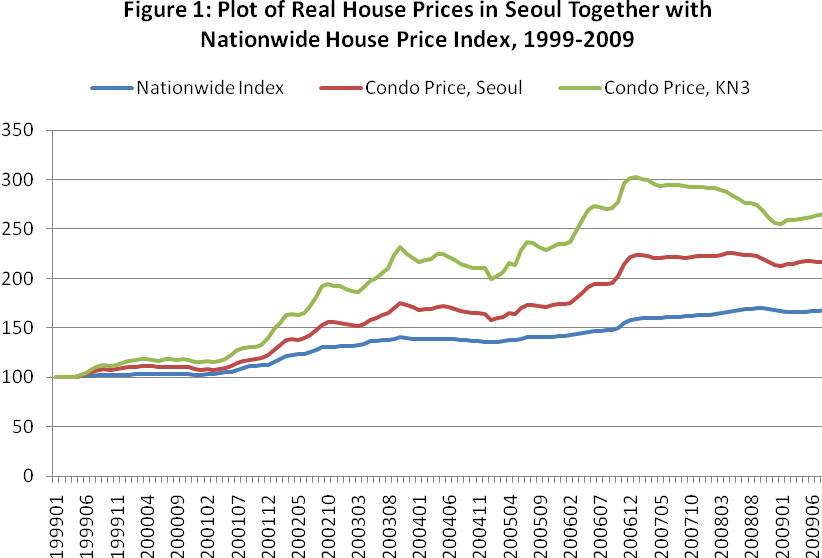 Figure 1: Plot of Real House Prices in Seoul Together with
Nationwide House Price Index, 1999-2009
Nationwide Index Condo Price, Seoul Condo Price, KN3
350
300
250
200
150
100
50
0
199901 199906 199911 200004 200009 200102 200107 200112 200205 200210 200303 200308 200401 200406 200411 200504 200509 200602 200607 200612 200705 200710 200803 200808 200901 200906